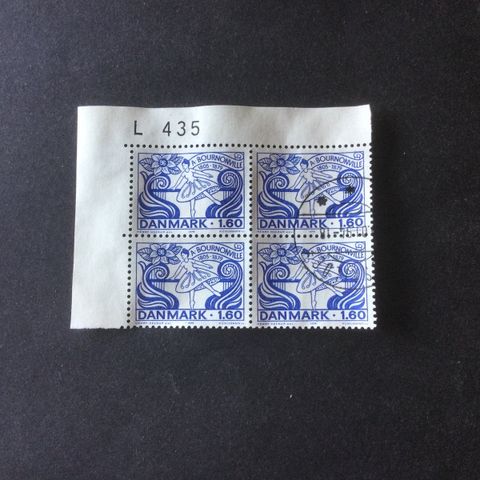 L 435
A. BOURNONVILLE
1805-1879
DANMARK · 1.60
A. BOURNONVILLE
1805-1879
DANMARK · 1.60
A. BOURNONVILLE
1805-1879
DANMARK · 1.60
A. BOURNONVILLE
1805-1879
DANMARK · 1.60